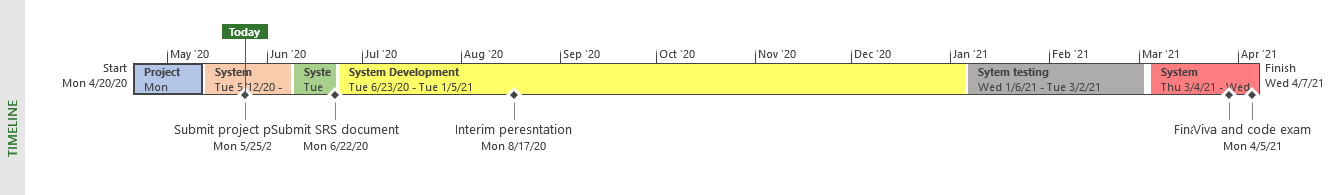 Today
May '20
Jun '20
Jul '20
Aug '20
Sep '20
Oct '20
Nov '20
Dec '20
Jan '21
Feb '21
Mar '21
Apr '21
Start
Mon 4/20/20
Project
Mon
System
Tue 5/12/20 -
Syste
Tue
System Development
Tue 6/23/20 - Tue 1/5/21
Sytem testing
Wed 1/6/21 - Tue 3/2/21
System
Thu 3/4/21 - Wed
Finish
Wed 4/7/21
Submit project p
Mon 5/25/2
Submit SRS document
Mon 6/22/20
Interim peresntation
Mon 8/17/20
Fina
Viva and code exam
Mon 4/5/21
TIMELINE